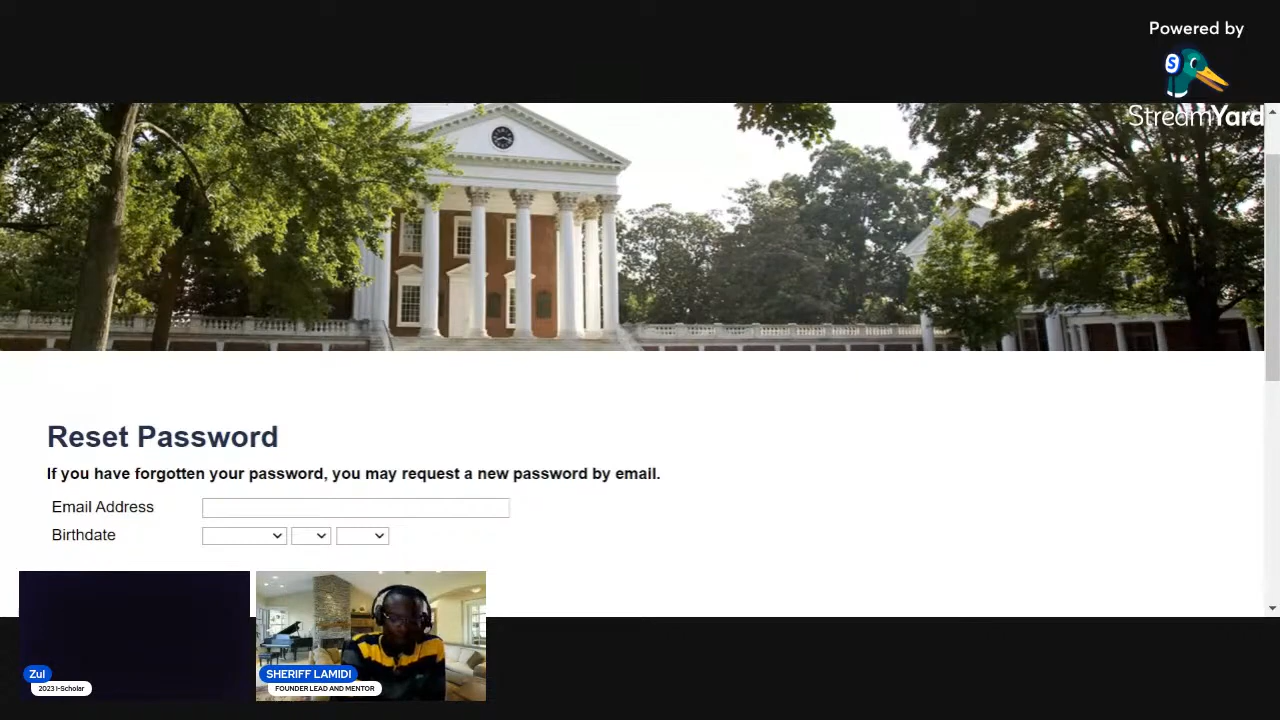 Powered by
StreamYard
Reset Password
If you have forgotten your password, you may request a new password by email.
Email Address
Birthdate
Zul
2023 I-Scholar
SHERIFF LAMIDI
FOUNDER LEAD AND MENTOR